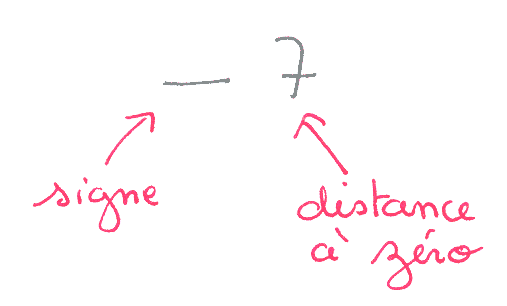 — 7
signe
distance
à zéro